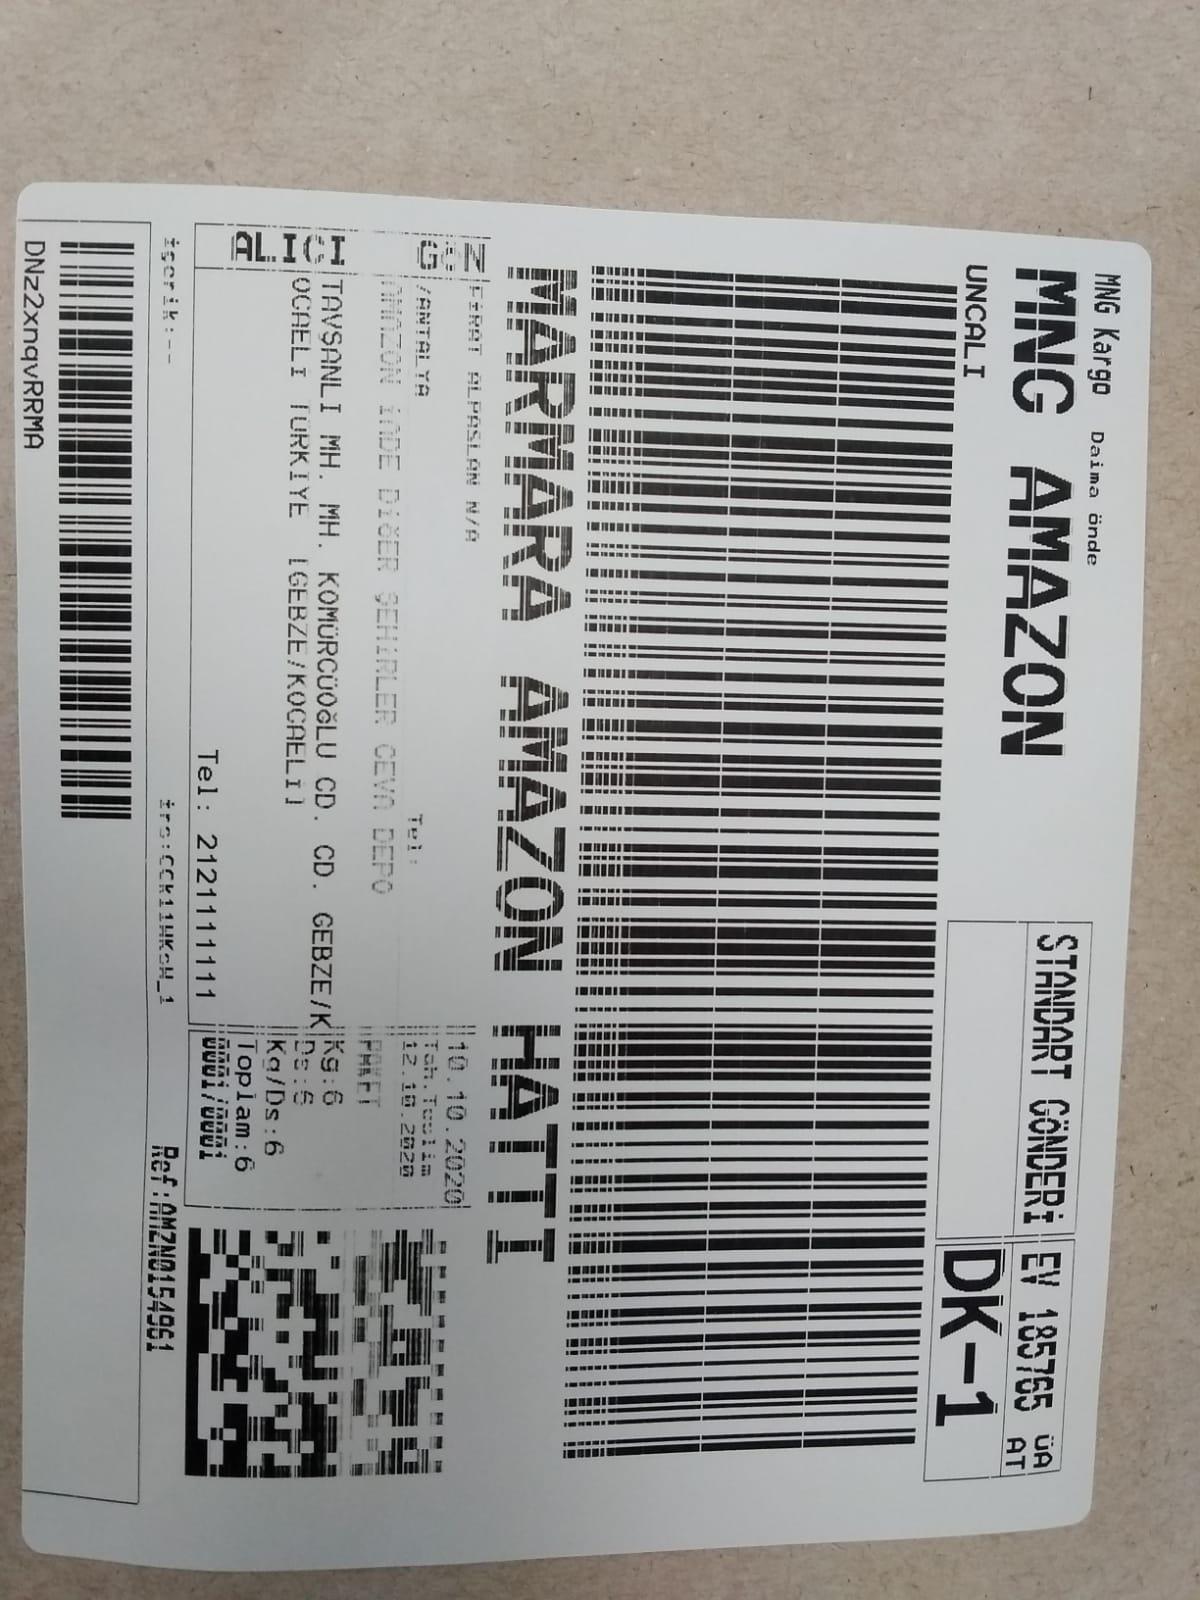 MNG Kargo Daima önde
MNG AMAZON
UNCALI
STANDART GÖNDERİ
EV 185765 ÜA AT
DK-1
MARMARA AMAZON HATTI
GÖN
FIRAT ALPASLAN N/A
/ANTALYA
Tel:
10.10.2020
Tah.Teslim
12.10.2020
ALICI
AMAZON İADE DİĞER ŞEHİRLER CEVA DEPO
TAVŞANLI MH. MH. KÖMÜRCÜOĞLU CD. CD. GEBZE/K
OCAELİ TÜRKİYE [GEBZE/KOCAELİ]
Tel: 2121111111
PAKET
Kg:6
Ds:6
Kg/Ds:6
Toplam:6
0001/0001
içerik:--
Ref:AMZN0154961
DNz2xnqvRRMA